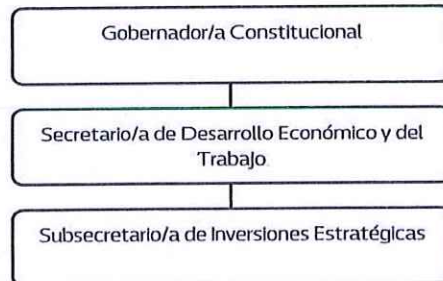 Gobernador/a Constitucional
Secretario/a de Desarrollo Económico y del
Trabajo
Subsecretario/a de Inversiones Estratégicas